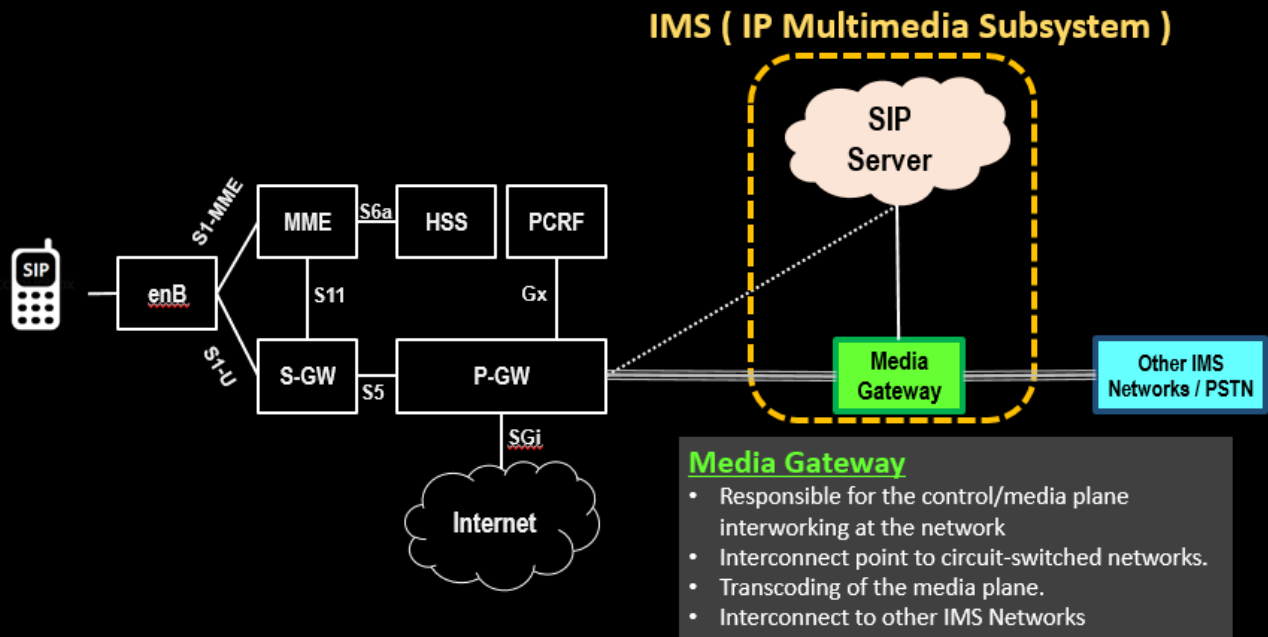 IMS ( IP Multimedia Subsystem )
SIP
Server
S1-MME
MME
S6a
HSS
PCRF
SIP
enB
S11
Gx
S1-U
S-GW
S5
P-GW
Media
Gateway
Other IMS
Networks / PSTN
SGi
Internet
Media Gateway
• Responsible for the control/media plane
interworking at the network
• Interconnect point to circuit-switched networks.
• Transcoding of the media plane.
• Interconnect to other IMS Networks